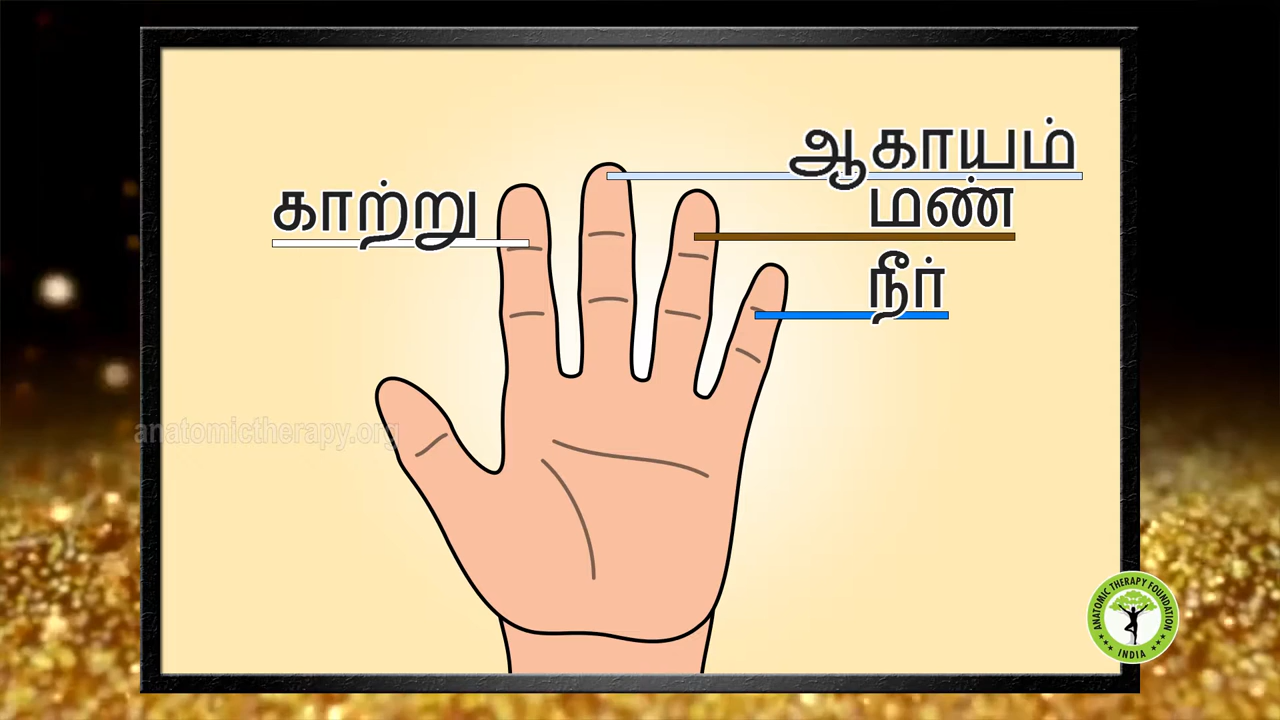 ஆகாயம்
காற்று
மண்
நீர்
anatomictherapy.org
ANATOMIC THERAPY FOUNDATION
INDIA